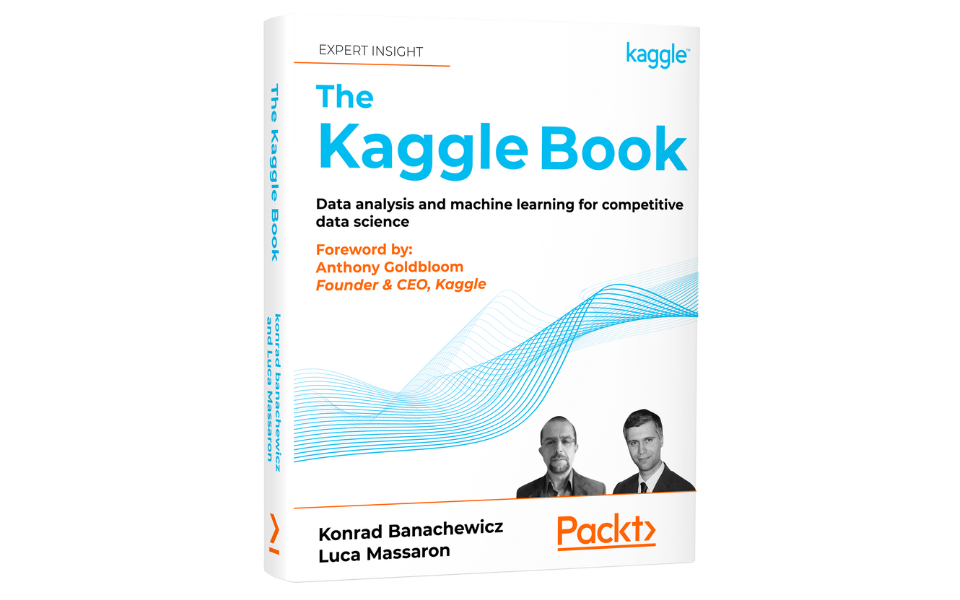 EXPERT INSIGHT
kaggle™
The
Kaggle Book
Data analysis and machine learning for competitive
data science
Foreword by:
Anthony Goldbloom
Founder & CEO, Kaggle
Konrad Banachewicz
Luca Massaron
Packt>
The Kaggle Book
konrad banachewicz
and Luca Massaron